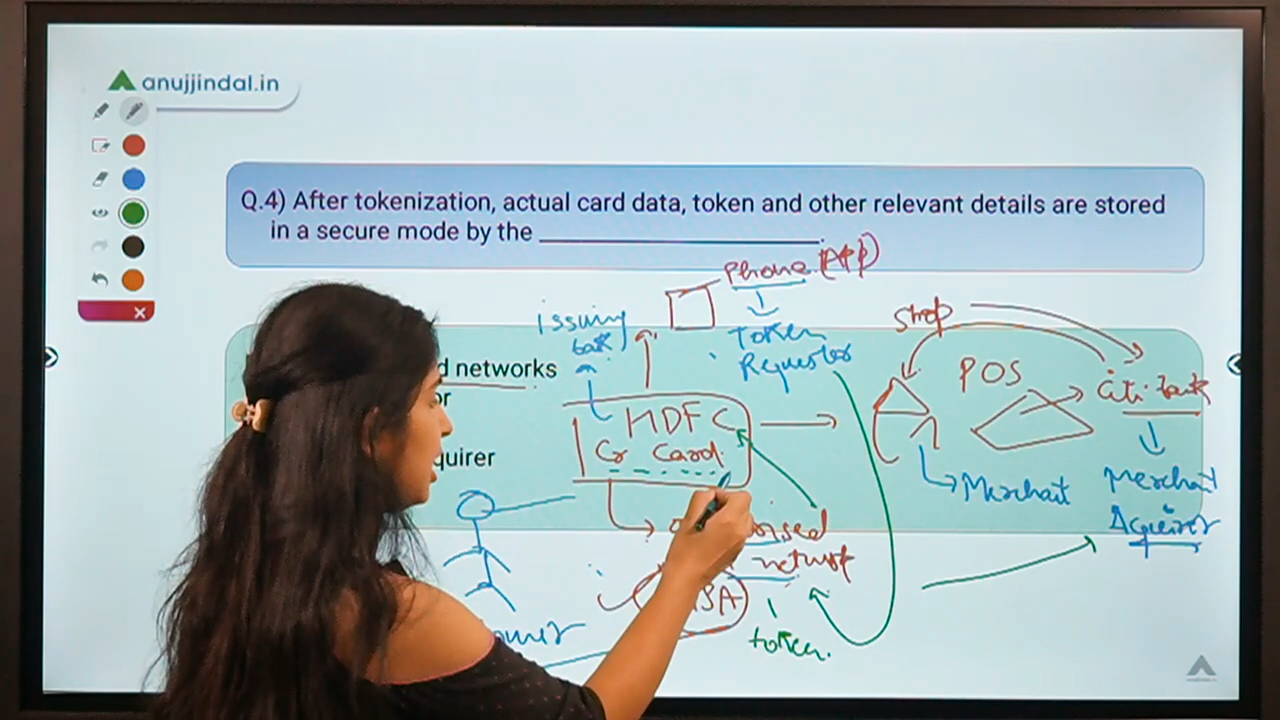 anujjindal.in
Q.4) After tokenization, actual card data, token and other relevant details are stored
in a secure mode by the ____________________.
Phone (App)
issuing
bank
Token
Requester
Shop
d networks
or
quirer
POS
Citi bank
HDFC
Cr Card
Merchant
Merchant
Acquirer
network
token.
anujjindal.in